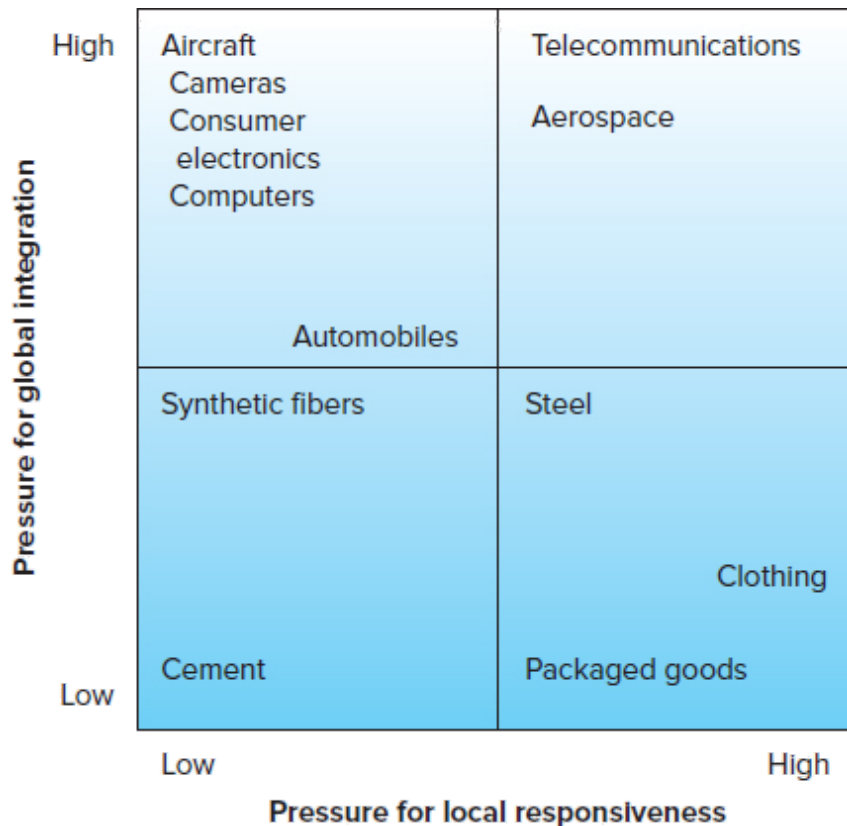 Pressure for global integration
High
Aircraft
Cameras
Consumer
electronics
Computers
Automobiles
Telecommunications
Aerospace
Synthetic fibers
Cement
Steel
Clothing
Packaged goods
Low
Low
High
Pressure for local responsiveness